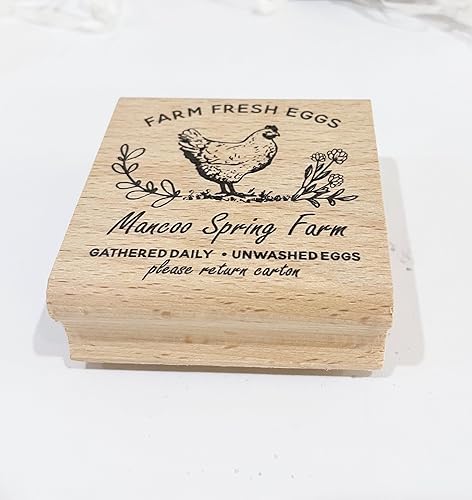 FARM FRESH EGGS
Mancoo Spring Farm
GATHERED DAILY • UNWASHED EGGS
please return carton